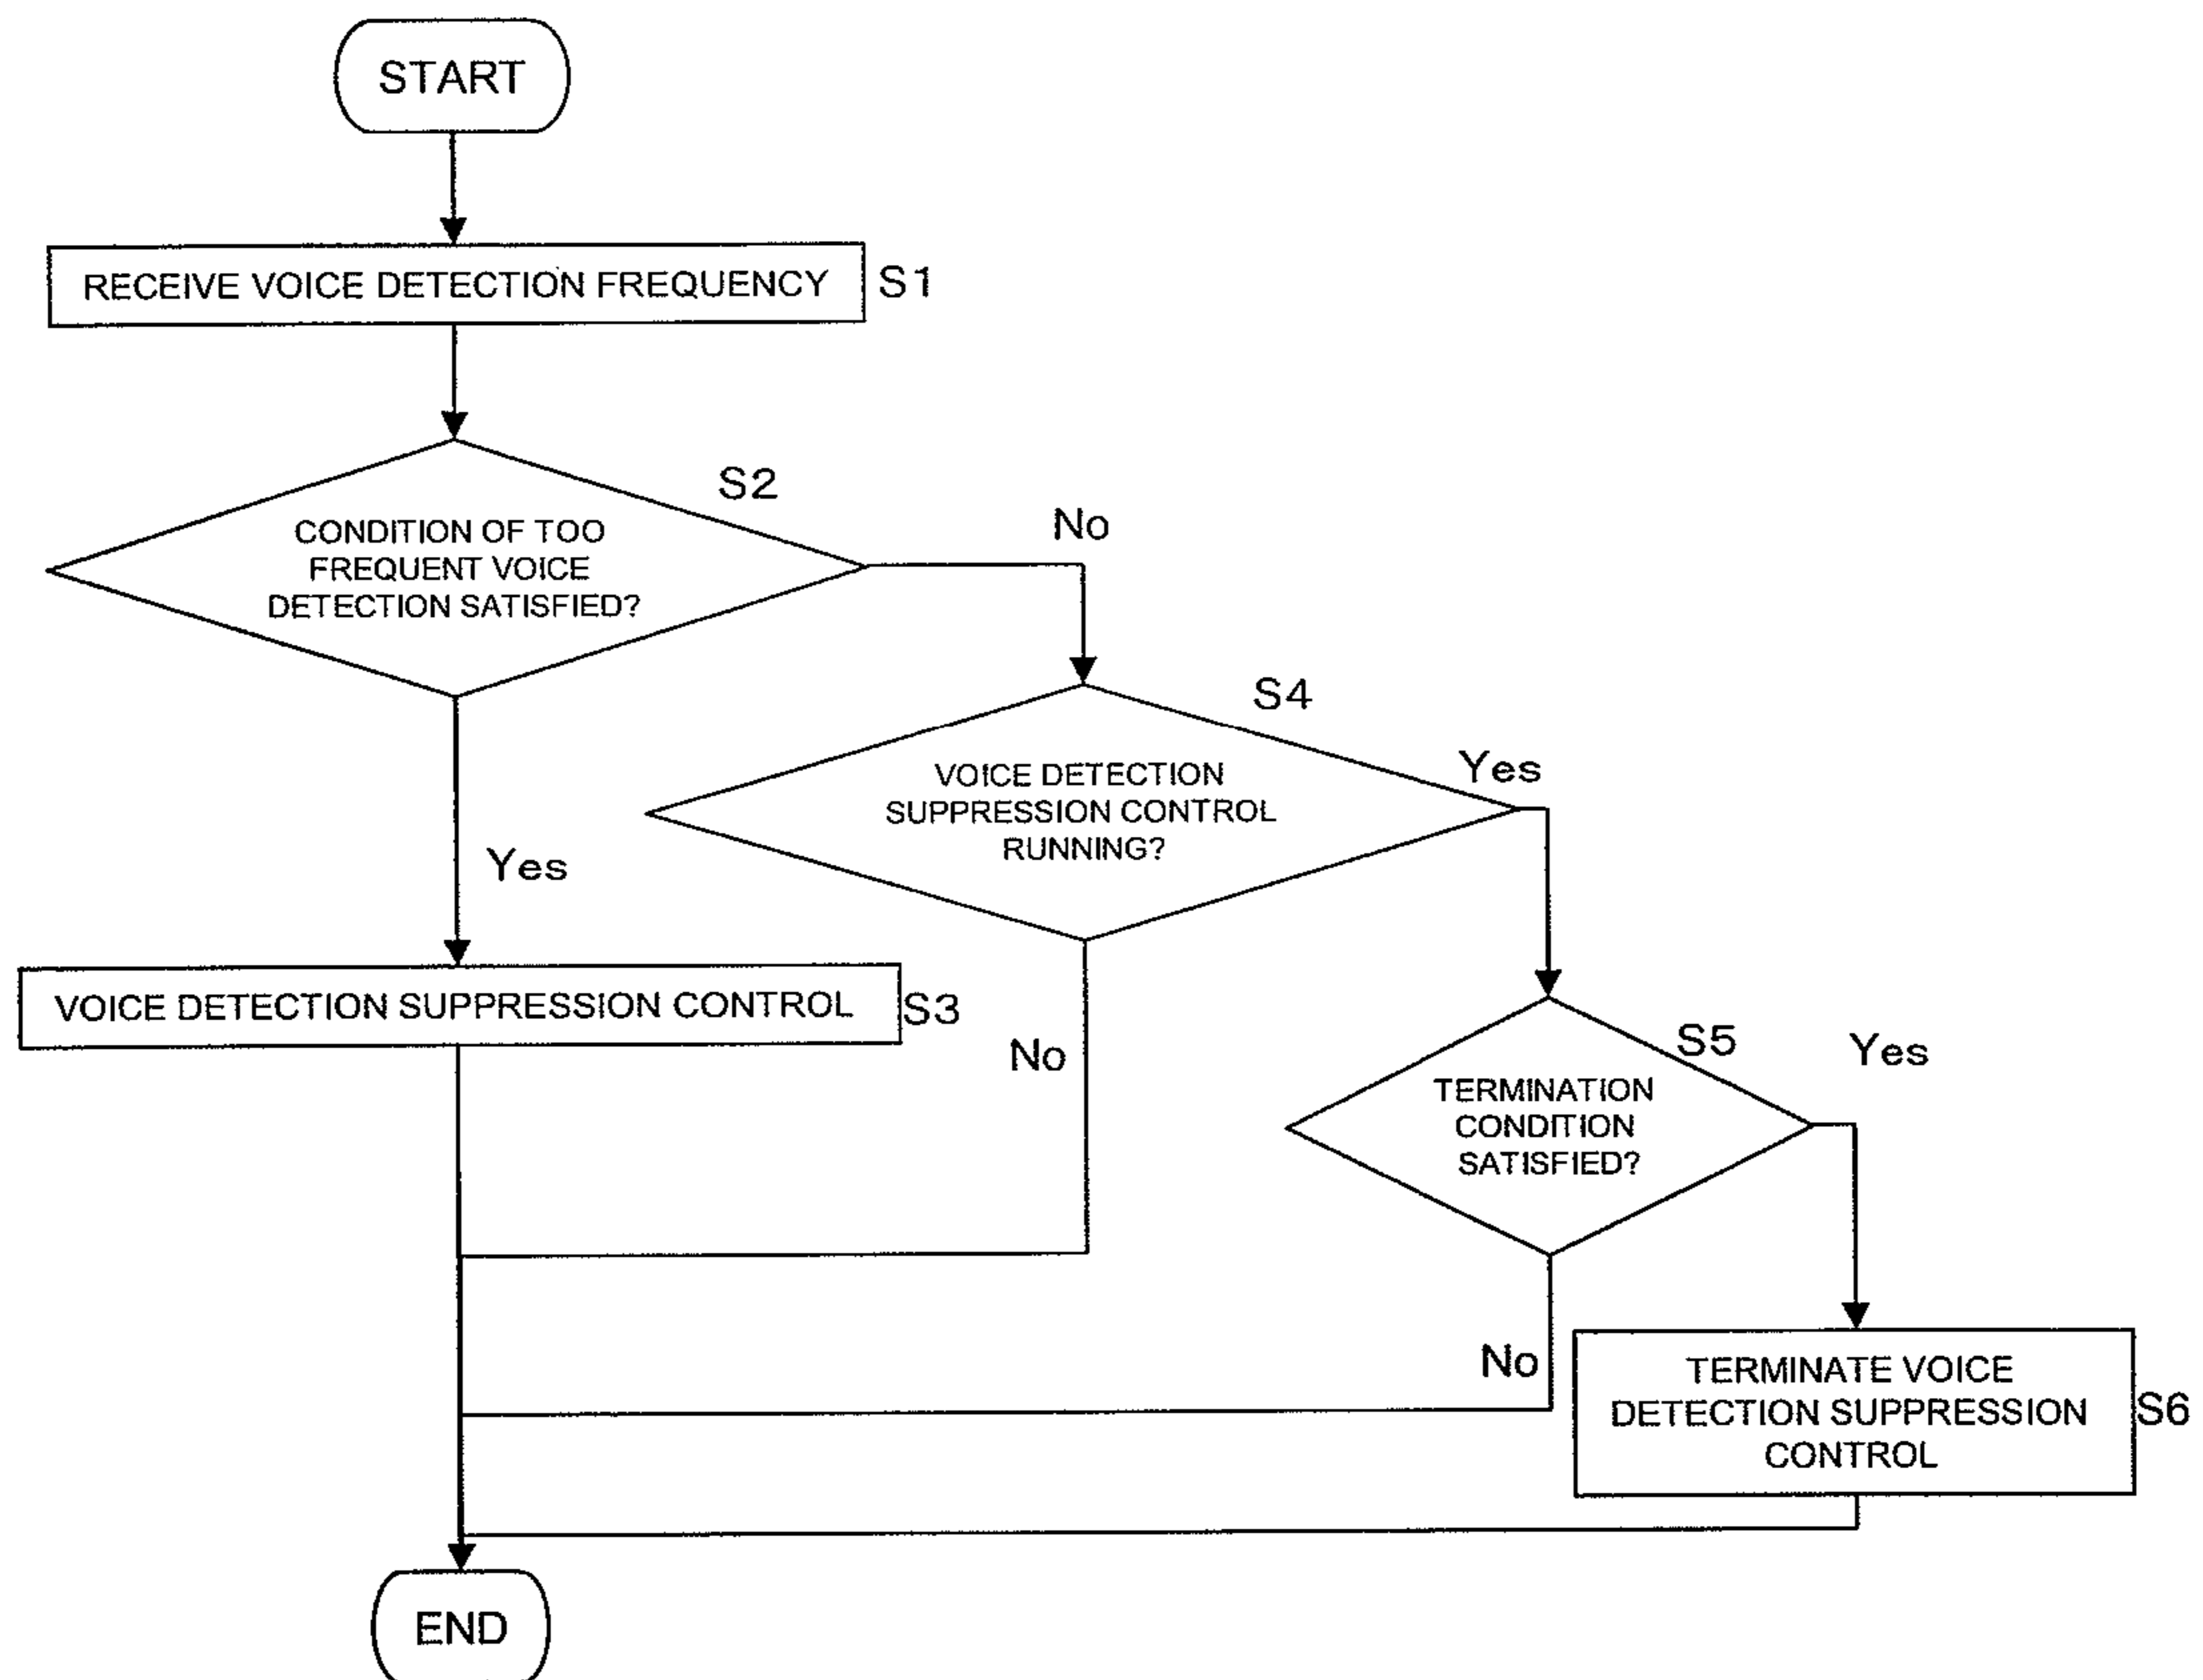 START
RECEIVE VOICE DETECTION FREQUENCY
S1
S2
CONDITION OF TOO
FREQUENT VOICE
DETECTION SATISFIED?
No
S4
VOICE DETECTION
SUPPRESSION CONTROL
RUNNING?
Yes
Yes
VOICE DETECTION SUPPRESSION CONTROL
S3
No
S5
Yes
TERMINATION
CONDITION
SATISFIED?
No
TERMINATE VOICE
DETECTION SUPPRESSION
CONTROL
S6
END